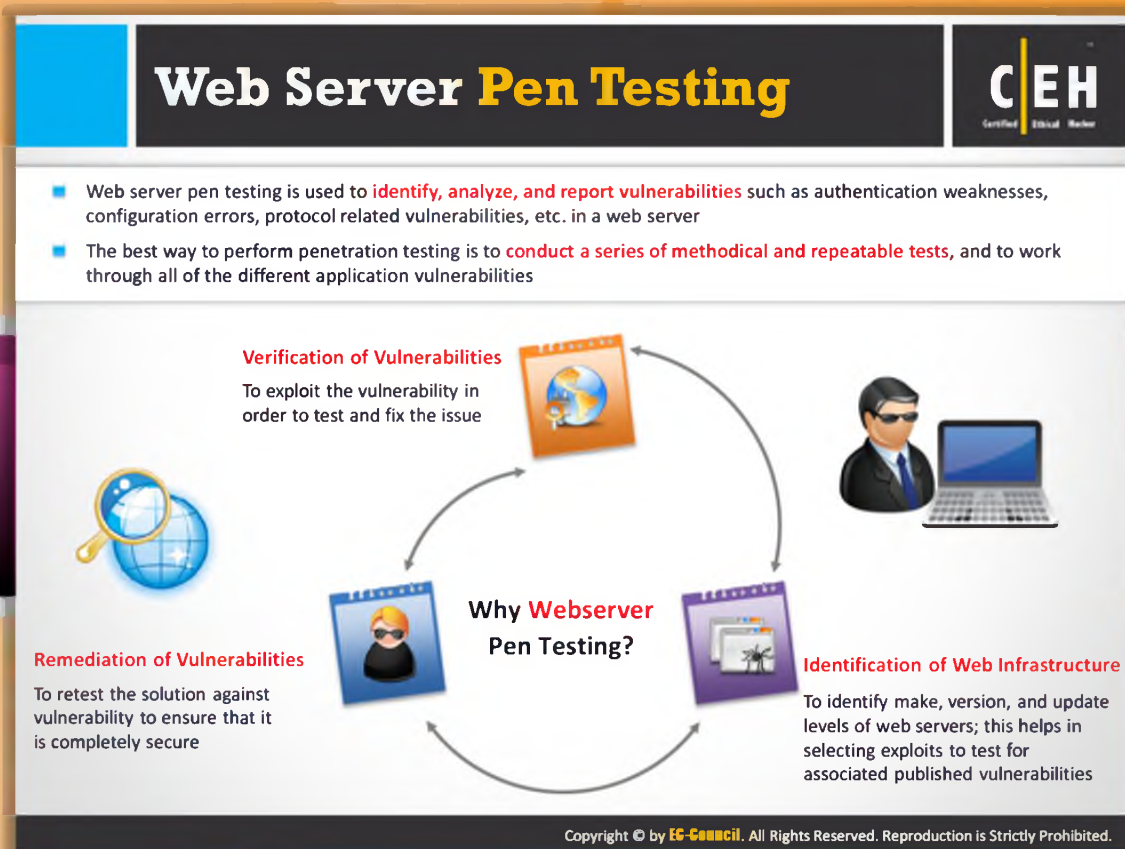 Web Server Pen Testing
C|EH
Certified Ethical Hacker
Web server pen testing is used to identify, analyze, and report vulnerabilities such as authentication weaknesses,
configuration errors, protocol related vulnerabilities, etc. in a web server
The best way to perform penetration testing is to conduct a series of methodical and repeatable tests, and to work
through all of the different application vulnerabilities
Verification of Vulnerabilities
To exploit the vulnerability in
order to test and fix the issue
Why Webserver
Pen Testing?
Remediation of Vulnerabilities
To retest the solution against
vulnerability to ensure that it
is completely secure
Identification of Web Infrastructure
To identify make, version, and update
levels of web servers; this helps in
selecting exploits to test for
associated published vulnerabilities
Copyright © by EC-Council. All Rights Reserved. Reproduction is Strictly Prohibited.